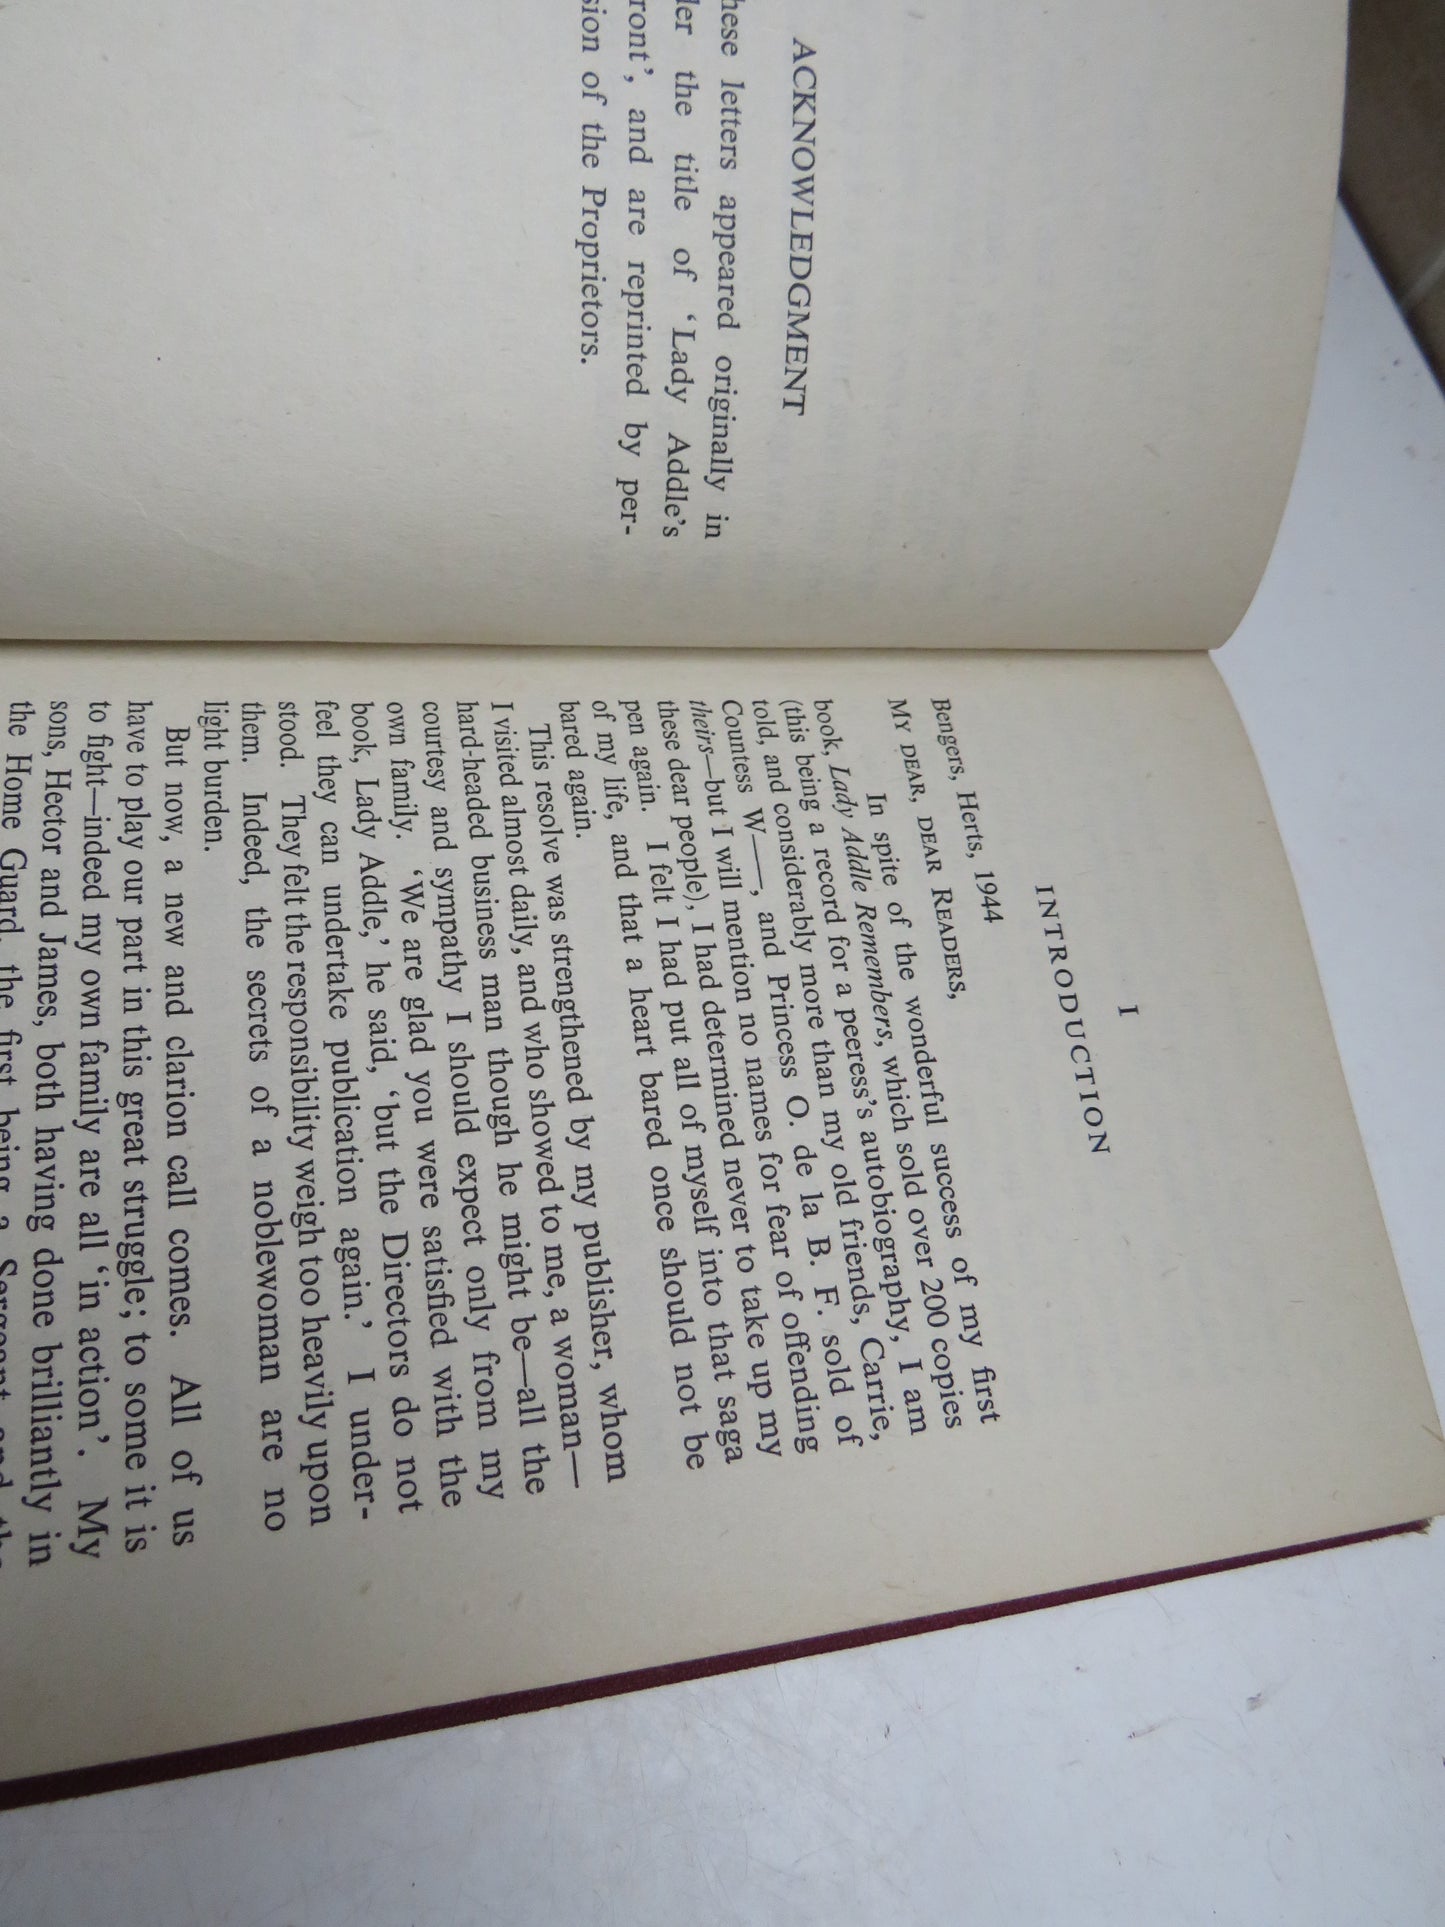 ACKNOWLEDGMENT
hese letters appeared originally in
der the title of ‘Lady Addle’s
ront’, and are reprinted by per-
sion of the Proprietors.
I
INTRODUCTION
Bengers, Herts, 1944
MY DEAR, DEAR READERS,
In spite of the wonderful success of my first
book, Lady Addle Remembers, which sold over 200 copies
(this being a record for a peeress’s autobiography, I am
told, and considerably more than my old friends, Carrie,
Countess W——, and Princess O. de la B. F. sold of
theirs—but I will mention no names for fear of offending
these dear people), I had determined never to take up my
pen again. I felt I had put all of myself into that saga
of my life, and that a heart bared once should not be
bared again.
This resolve was strengthened by my publisher, whom
I visited almost daily, and who showed to me, a woman—
hard-headed business man though he might be—all the
courtesy and sympathy I should expect only from my
own family. ‘We are glad you were satisfied with the
book, Lady Addle,’ he said, ‘but the Directors do not
feel they can undertake publication again.’ I under-
stood. They felt the responsibility weigh too heavily upon
them. Indeed, the secrets of a noblewoman are no
light burden.
But now, a new and clarion call comes. All of us
have to play our part in this great struggle; to some it is
to fight—indeed my own family are all ‘in action’. My
sons, Hector and James, both having done brilliantly in
the Home Guard, the first being a Sergeant and the